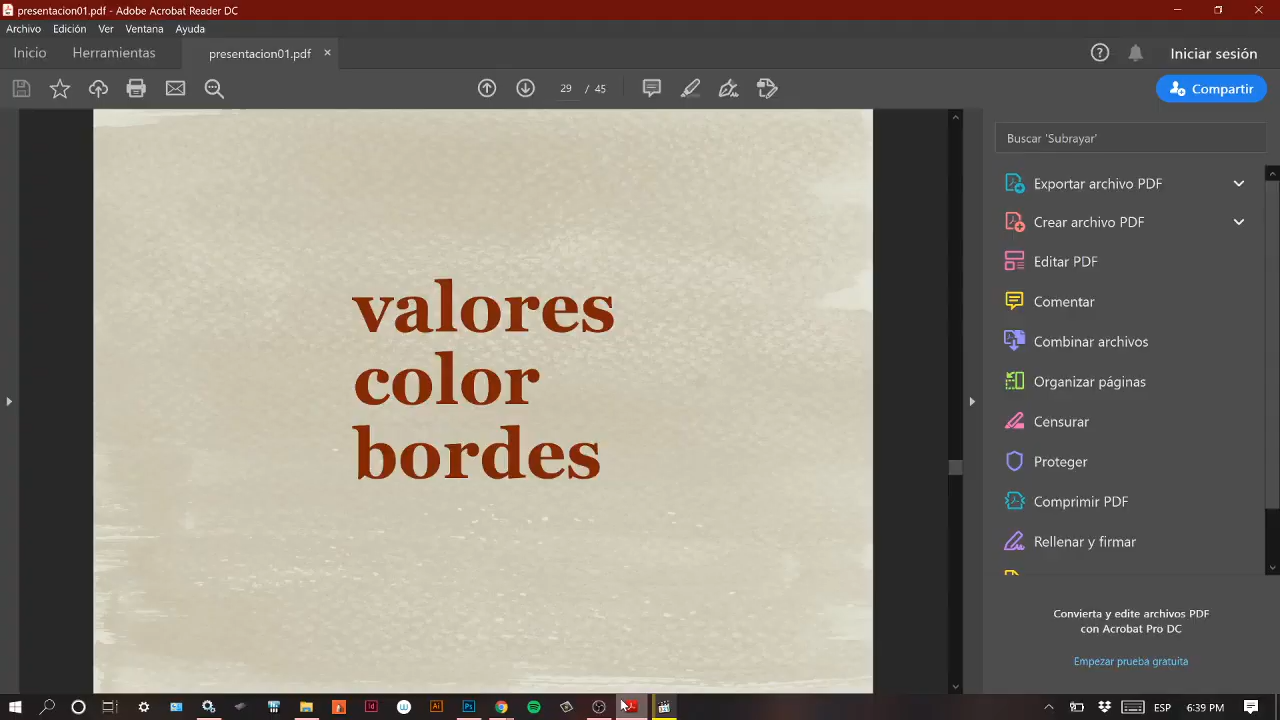 presentacion01.pdf - Adobe Acrobat Reader DC
Archivo Edición Ver Ventana Ayuda
Inicio Herramientas presentacion01.pdf × Iniciar sesión
29 / 45 Compartir
Buscar 'Subrayar'
Exportar archivo PDF
Crear archivo PDF
Editar PDF
Comentar
Combinar archivos
Organizar páginas
Censurar
Proteger
Comprimir PDF
Rellenar y firmar
valores
color
bordes
Convierta y edite archivos PDF
con Acrobat Pro DC
Empezar prueba gratuita
ESP 6:39 PM